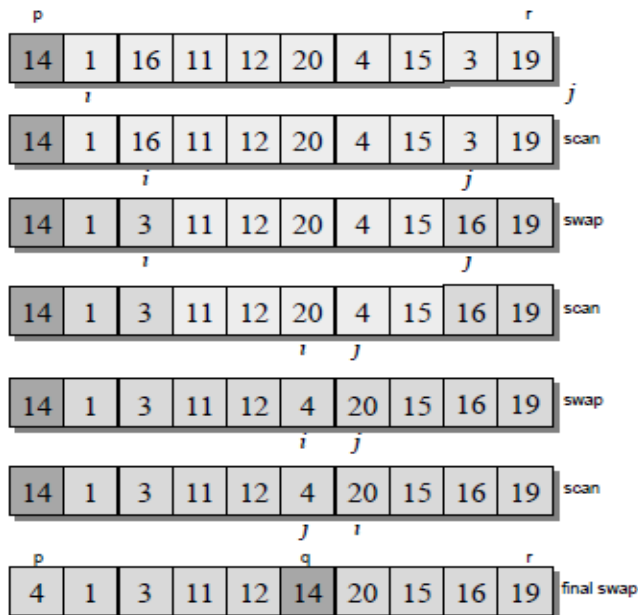 p r
14 1 16 11 12 20 4 15 3 19
ı j
14 1 16 11 12 20 4 15 3 19 scan
i j
14 1 3 11 12 20 4 15 16 19 swap
ı ȷ
14 1 3 11 12 20 4 15 16 19 scan
ı ȷ
14 1 3 11 12 4 20 15 16 19 swap
i j
14 1 3 11 12 4 20 15 16 19 scan
ȷ ı
p q r
4 1 3 11 12 14 20 15 16 19 final swap